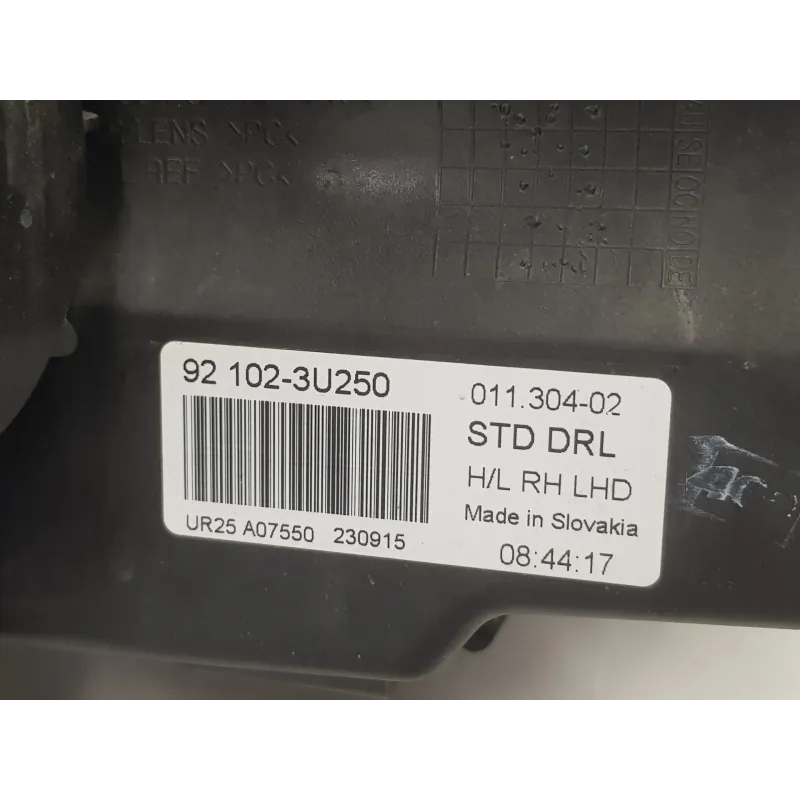 LENS >PC<
REF >PC<
92 102-3U250
UR25 A07550 230915
011.304-02
STD DRL
H/L RH LHD
Made in Slovakia
08:44:17